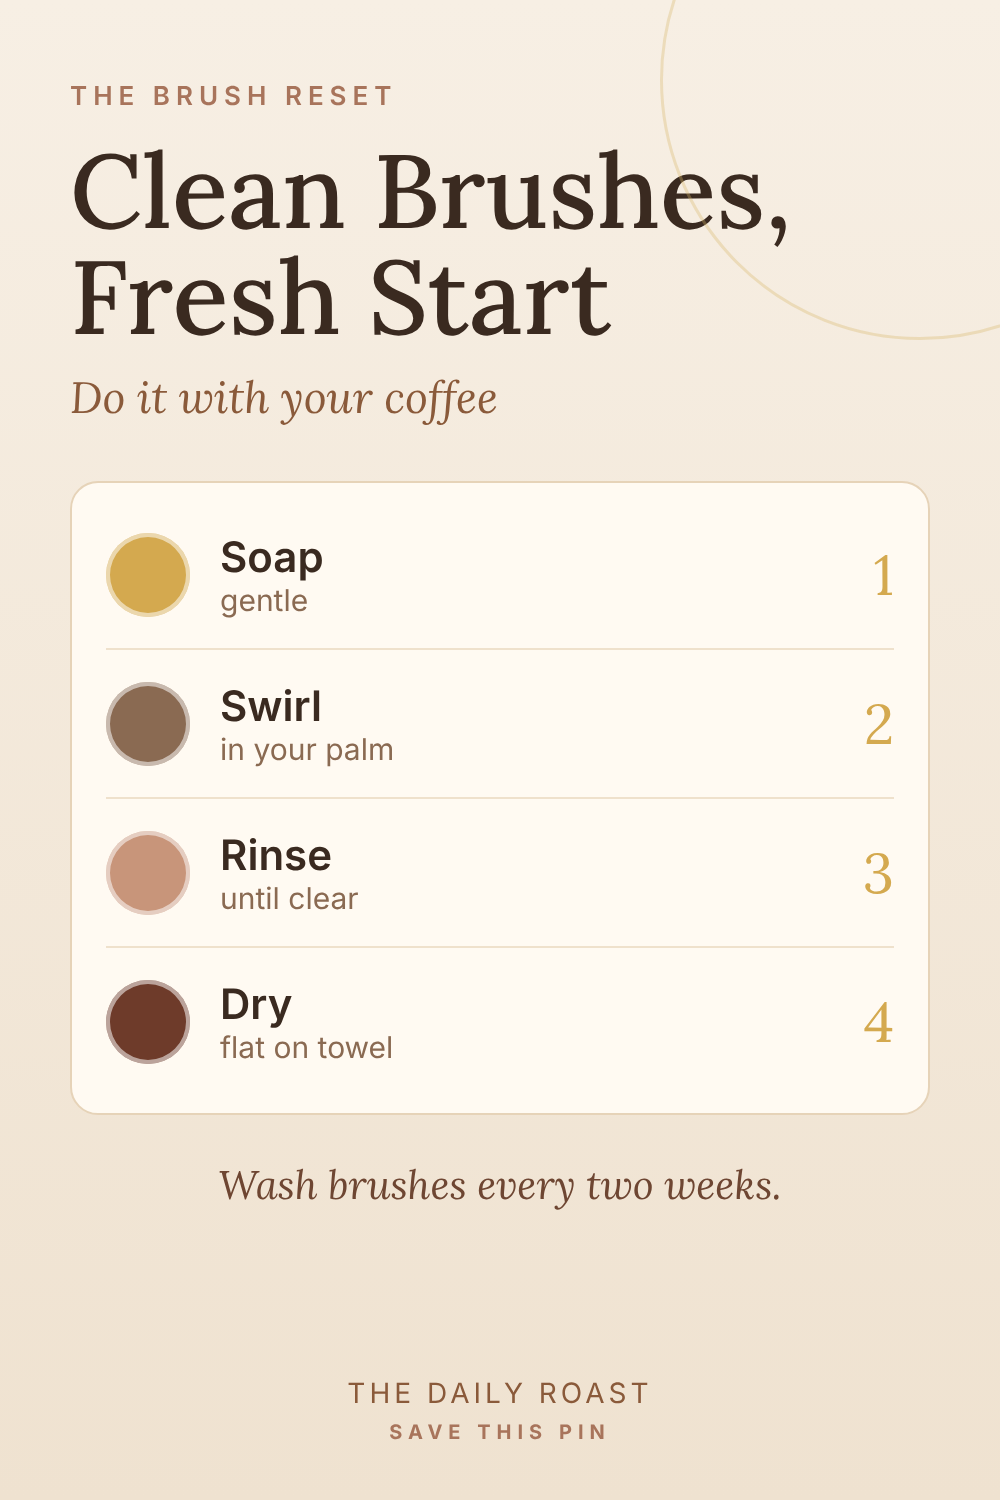 THE BRUSH RESET
Clean Brushes,
Fresh Start
Do it with your coffee
Soap
gentle
1
Swirl
in your palm
2
Rinse
until clear
3
Dry
flat on towel
4
Wash brushes every two weeks.
THE DAILY ROAST
SAVE THIS PIN